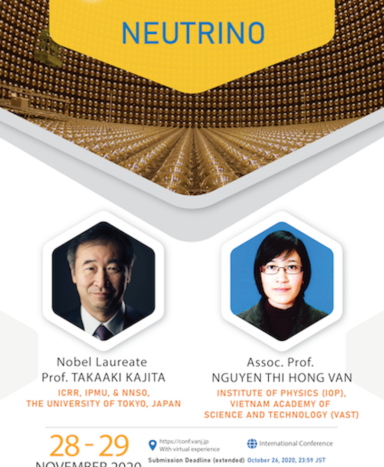 NEUTRINO
Nobel Laureate
Prof. TAKAAKI KAJITA
ICRR, IPMU, & NNSO,
THE UNIVERSITY OF TOKYO, JAPAN
Assoc. Prof.
NGUYEN THI HONG VAN
INSTITUTE OF PHYSICS (IOP),
VIETNAM ACADEMY OF
SCIENCE AND TECHNOLOGY (VAST)
28 - 29
NOVEMBER 2020
https://conf.vanj.jp
With virtual experience
International Conference
Submission Deadline (extended) October 26, 2020, 23:59 JST